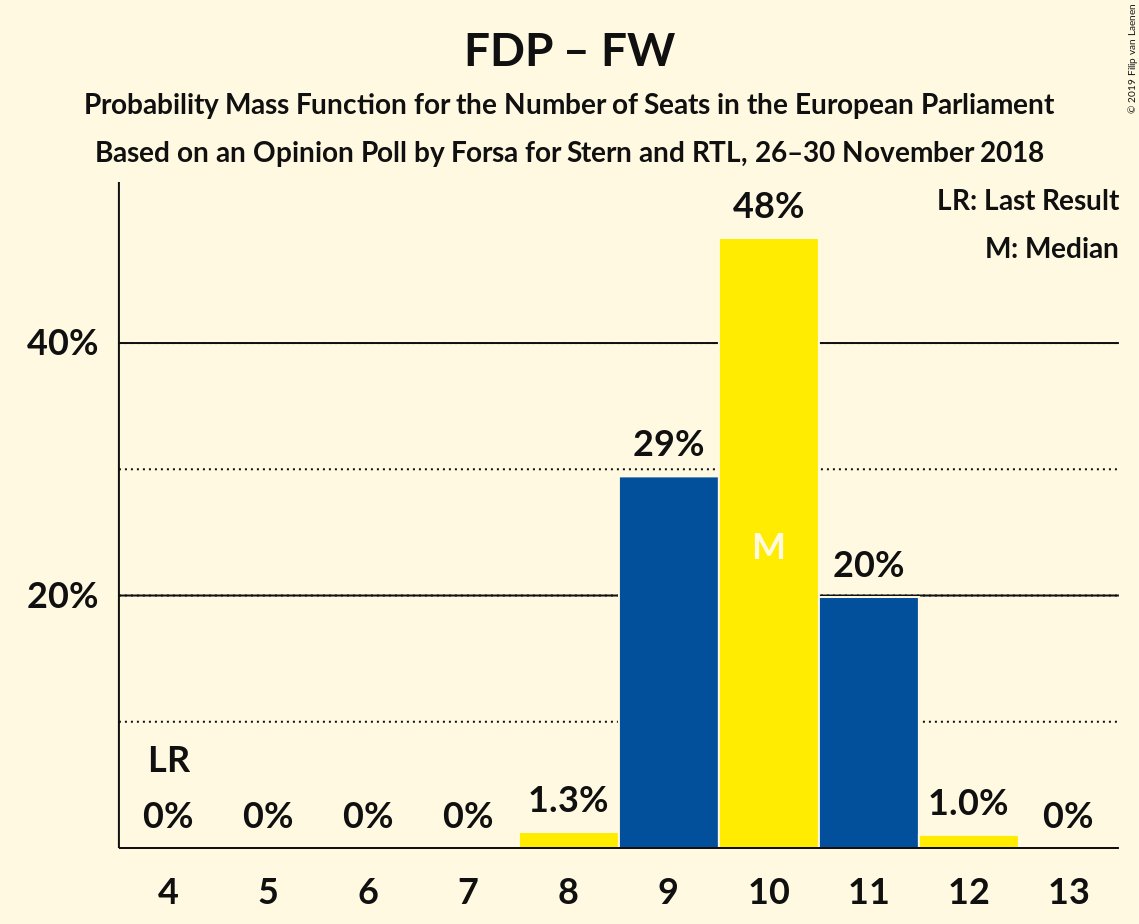 FDP – FW
Probability Mass Function for the Number of Seats in the European Parliament
Based on an Opinion Poll by Forsa for Stern and RTL, 26–30 November 2018
© 2019 Filip van Laenen
LR: Last Result
M: Median
48%
40%
29%
M
20%
20%
LR
0% 0% 0% 0% 1.3% 1.0% 0%
4 5 6 7 8 9 10 11 12 13